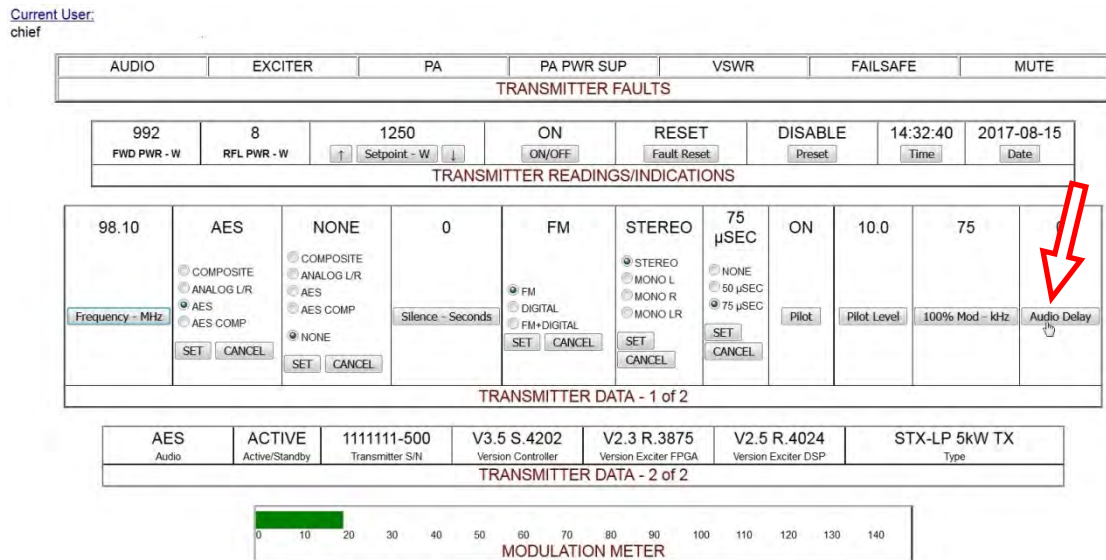 Current User:
chief
AUDIO EXCITER PA PA PWR SUP VSWR FAILSAFE MUTE
TRANSMITTER FAULTS
992 8 1250 ON RESET DISABLE 14:32:40 2017-08-15
FWD PWR - W RFL PWR - W ↑ Setpoint - W ↓ ON/OFF Fault Reset Preset Time Date
TRANSMITTER READINGS/INDICATIONS
98.10
Frequency - MHz
AES
COMPOSITE
ANALOG L/R
AES
AES COMP
SET CANCEL
NONE
COMPOSITE
ANALOG L/R
AES
AES COMP
NONE
SET CANCEL
0
Silence - Seconds
FM
FM
DIGITAL
FM+DIGITAL
SET CANCEL
STEREO
STEREO
MONO L
MONO R
MONO LR
SET
CANCEL
75
µSEC
NONE
50 µSEC
75 µSEC
SET
CANCEL
ON
Pilot
10.0
Pilot Level
75
100% Mod - kHz
Audio Delay
TRANSMITTER DATA - 1 of 2
AES ACTIVE 1111111-500 V3.5 S.4202 V2.3 R.3875 V2.5 R.4024 STX-LP 5kW TX
Audio Active/Standby Transmitter S/N Version Controller Version Exciter FPGA Version Exciter DSP Type
TRANSMITTER DATA - 2 of 2
0 10 20 30 40 50 60 70 80 90 100 110 120 130 140
MODULATION METER